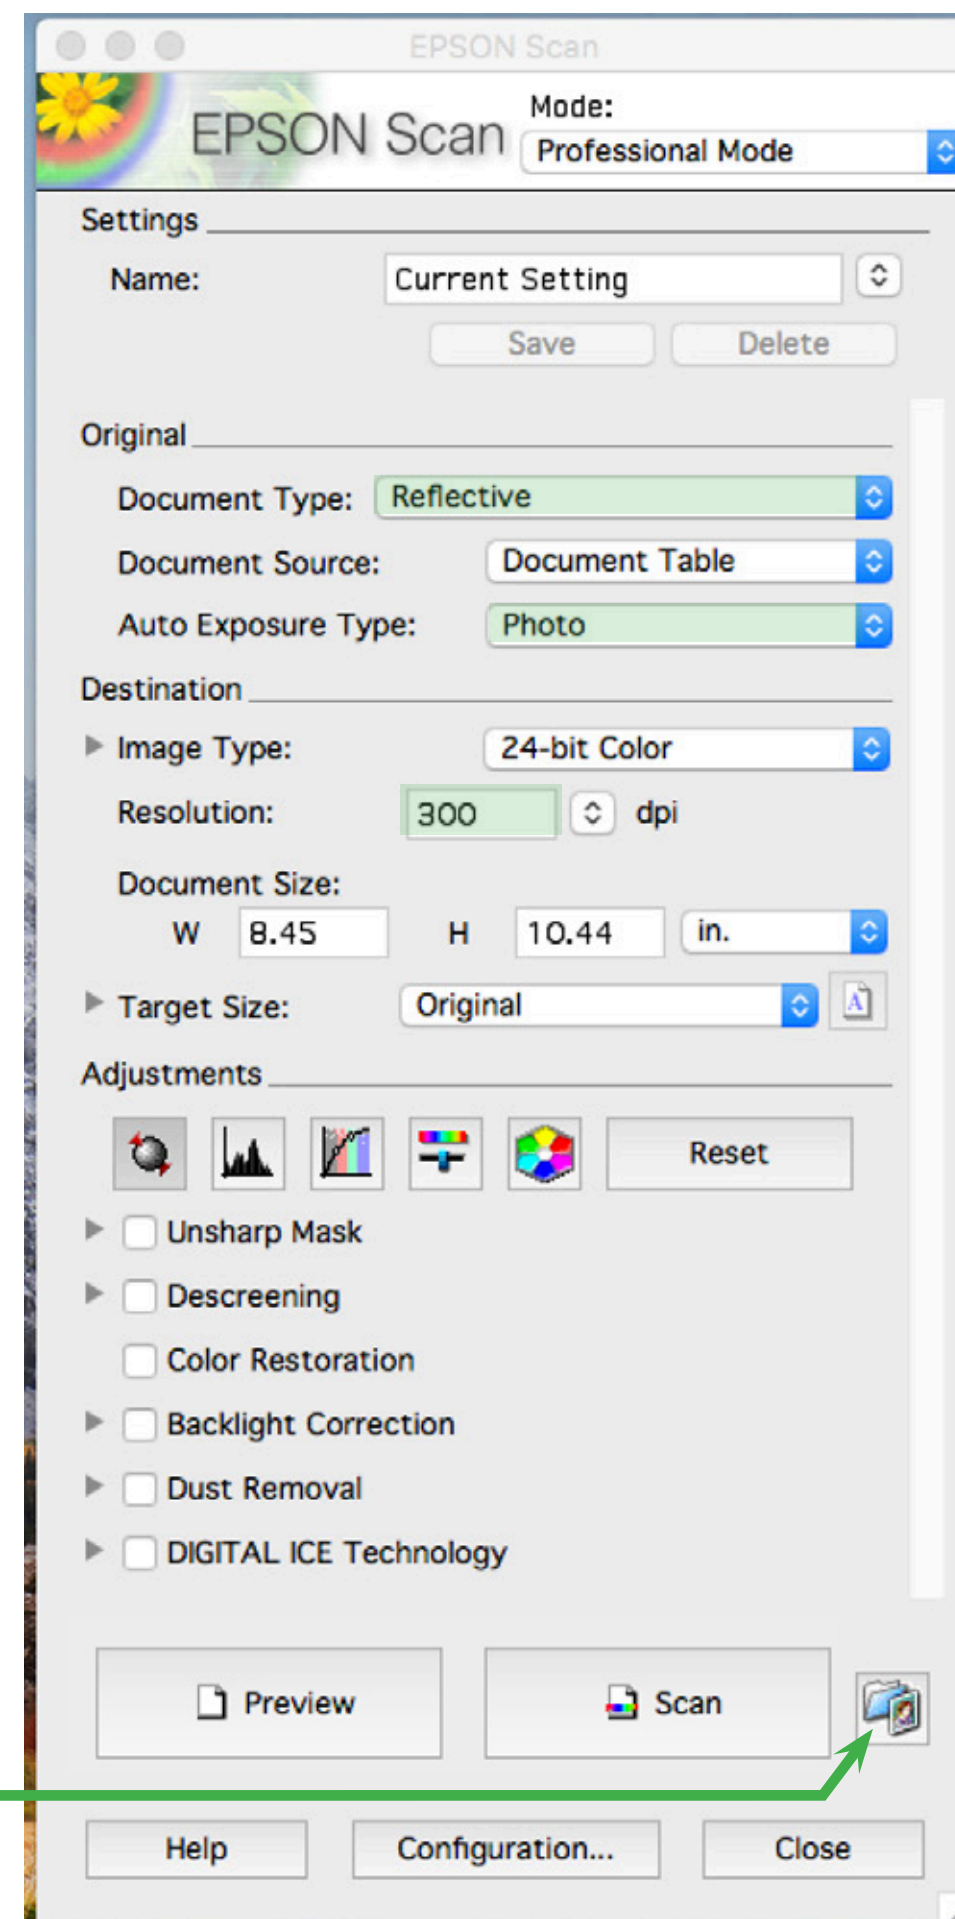 EPSON Scan
EPSON Scan
Mode:
Professional Mode
Settings
Name: Current Setting
Save Delete
Original
Document Type: Reflective
Document Source: Document Table
Auto Exposure Type: Photo
Destination
Image Type: 24-bit Color
Resolution: 300 dpi
Document Size:
W 8.45 H 10.44 in.
Target Size: Original A
Adjustments
Reset
Unsharp Mask
Descreening
Color Restoration
Backlight Correction
Dust Removal
DIGITAL ICE Technology
Preview Scan
Help Configuration... Close